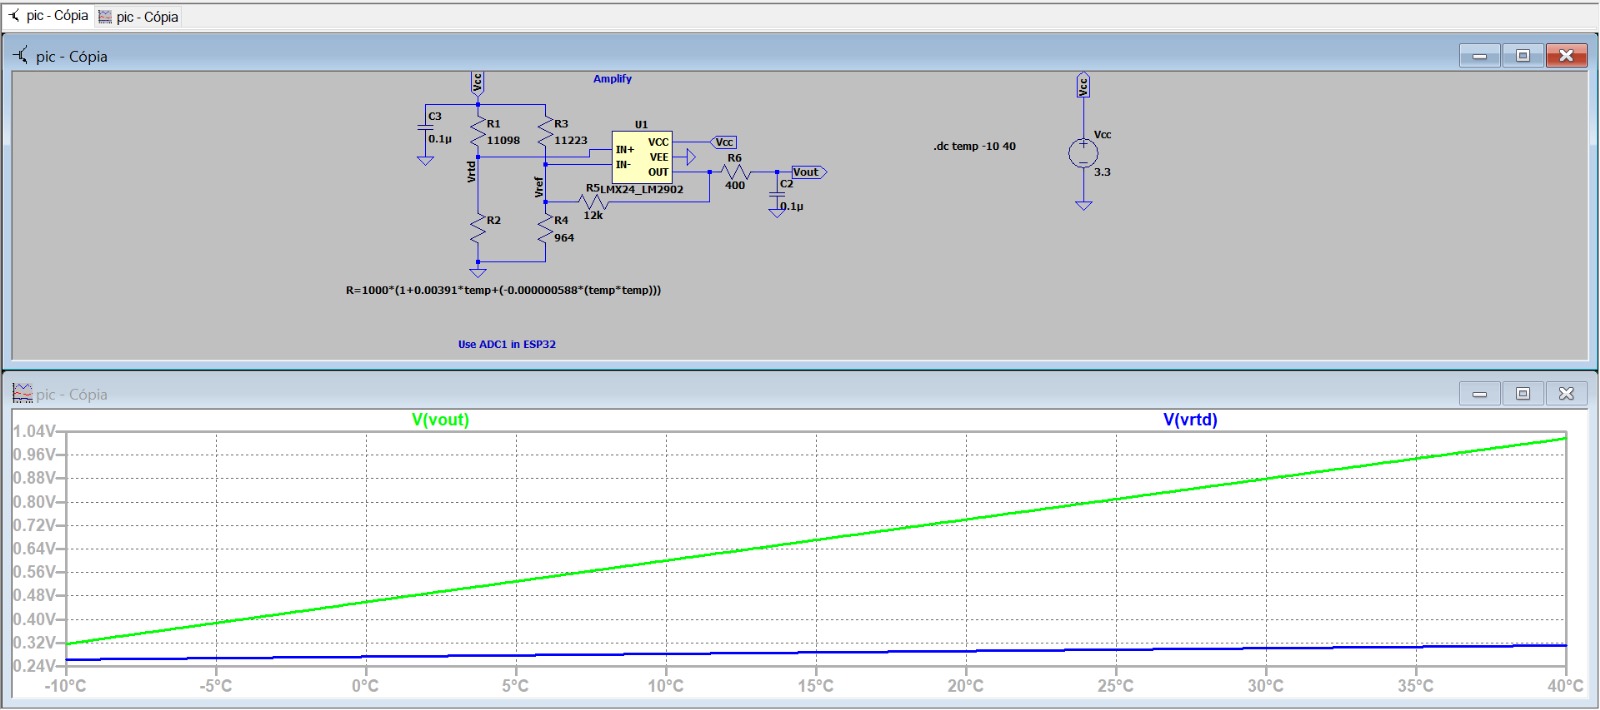 pic - Cópia pic - Cópia
pic - Cópia
Vcc
Amplify
Vcc
C3
0.1µ
R1
11098
R3
11223
U1
IN+
IN-
VCC
VEE
OUT
Vcc
LMX24_LM2902
R6
400
Vout
C2
0.1µ
.dc temp -10 40
Vcc
3.3
Vrtd
Vref
R5
12k
R2
R4
964
R=1000*(1+0.00391*temp+(-0.000000588*(temp*temp)))
Use ADC1 in ESP32
pic - Cópia
V(vout) V(vrtd)
1.04V
0.96V
0.88V
0.80V
0.72V
0.64V
0.56V
0.48V
0.40V
0.32V
0.24V
-10°C -5°C 0°C 5°C 10°C 15°C 20°C 25°C 30°C 35°C 40°C